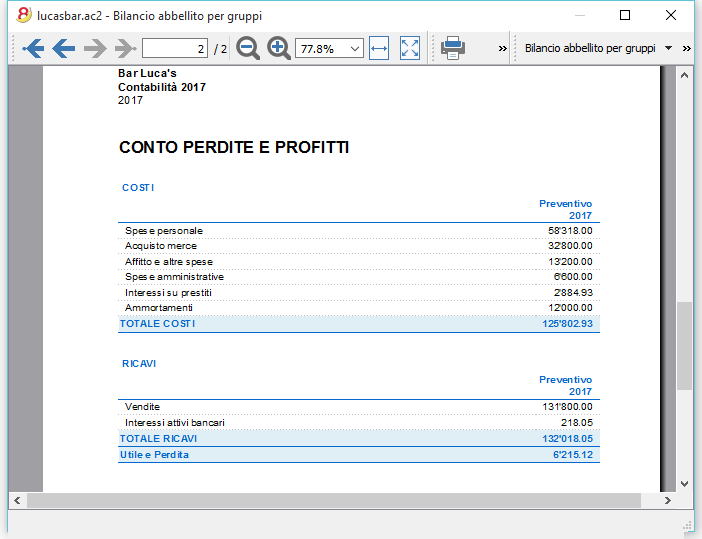 lucasbar.ac2 - Bilancio abbellito per gruppi
2 / 2 77.8% » Bilancio abbellito per gruppi »
Bar Luca's
Contabilità 2017
2017
CONTO PERDITE E PROFITTI
COSTI
Preventivo
2017
Spese personale 58'318.00
Acquisto merce 32'800.00
Affitto e altre spese 13'200.00
Spese amministrative 6'600.00
Interessi su prestiti 2'884.93
Ammortamenti 12'000.00
TOTALE COSTI 125'802.93
RICAVI
Preventivo
2017
Vendite 131'800.00
Interessi attivi bancari 218.05
TOTALE RICAVI 132'018.05
Utile e Perdita 6'215.12